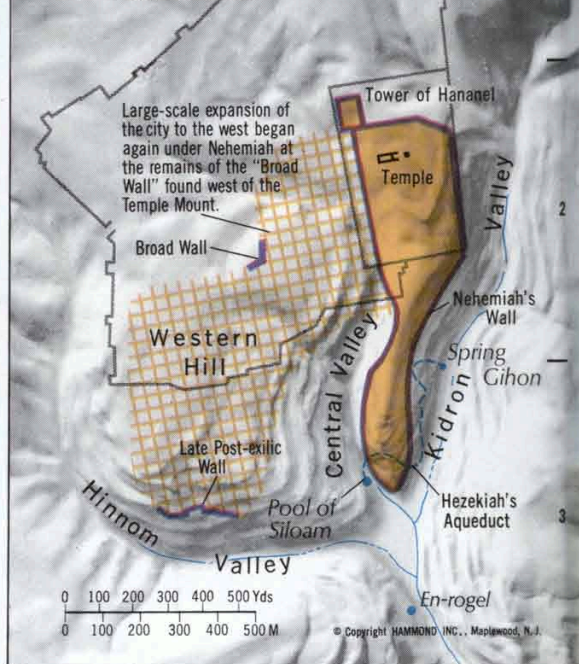 Tower of Hananel
Large-scale expansion of
the city to the west began
again under Nehemiah at
the remains of the "Broad
Wall" found west of the
Temple Mount.
Temple
Valley
2
Broad Wall
Nehemiah's
Wall
Western
Hill
Central Valley
Spring
Gihon
Kidron
Late Post-exilic
Wall
Hinnom
Valley
Pool of
Siloam
Hezekiah's
Aqueduct
3
En-rogel
0 100 200 300 400 500 Yds
0 100 200 300 400 500 M
© Copyright HAMMOND INC., Maplewood, N.J.